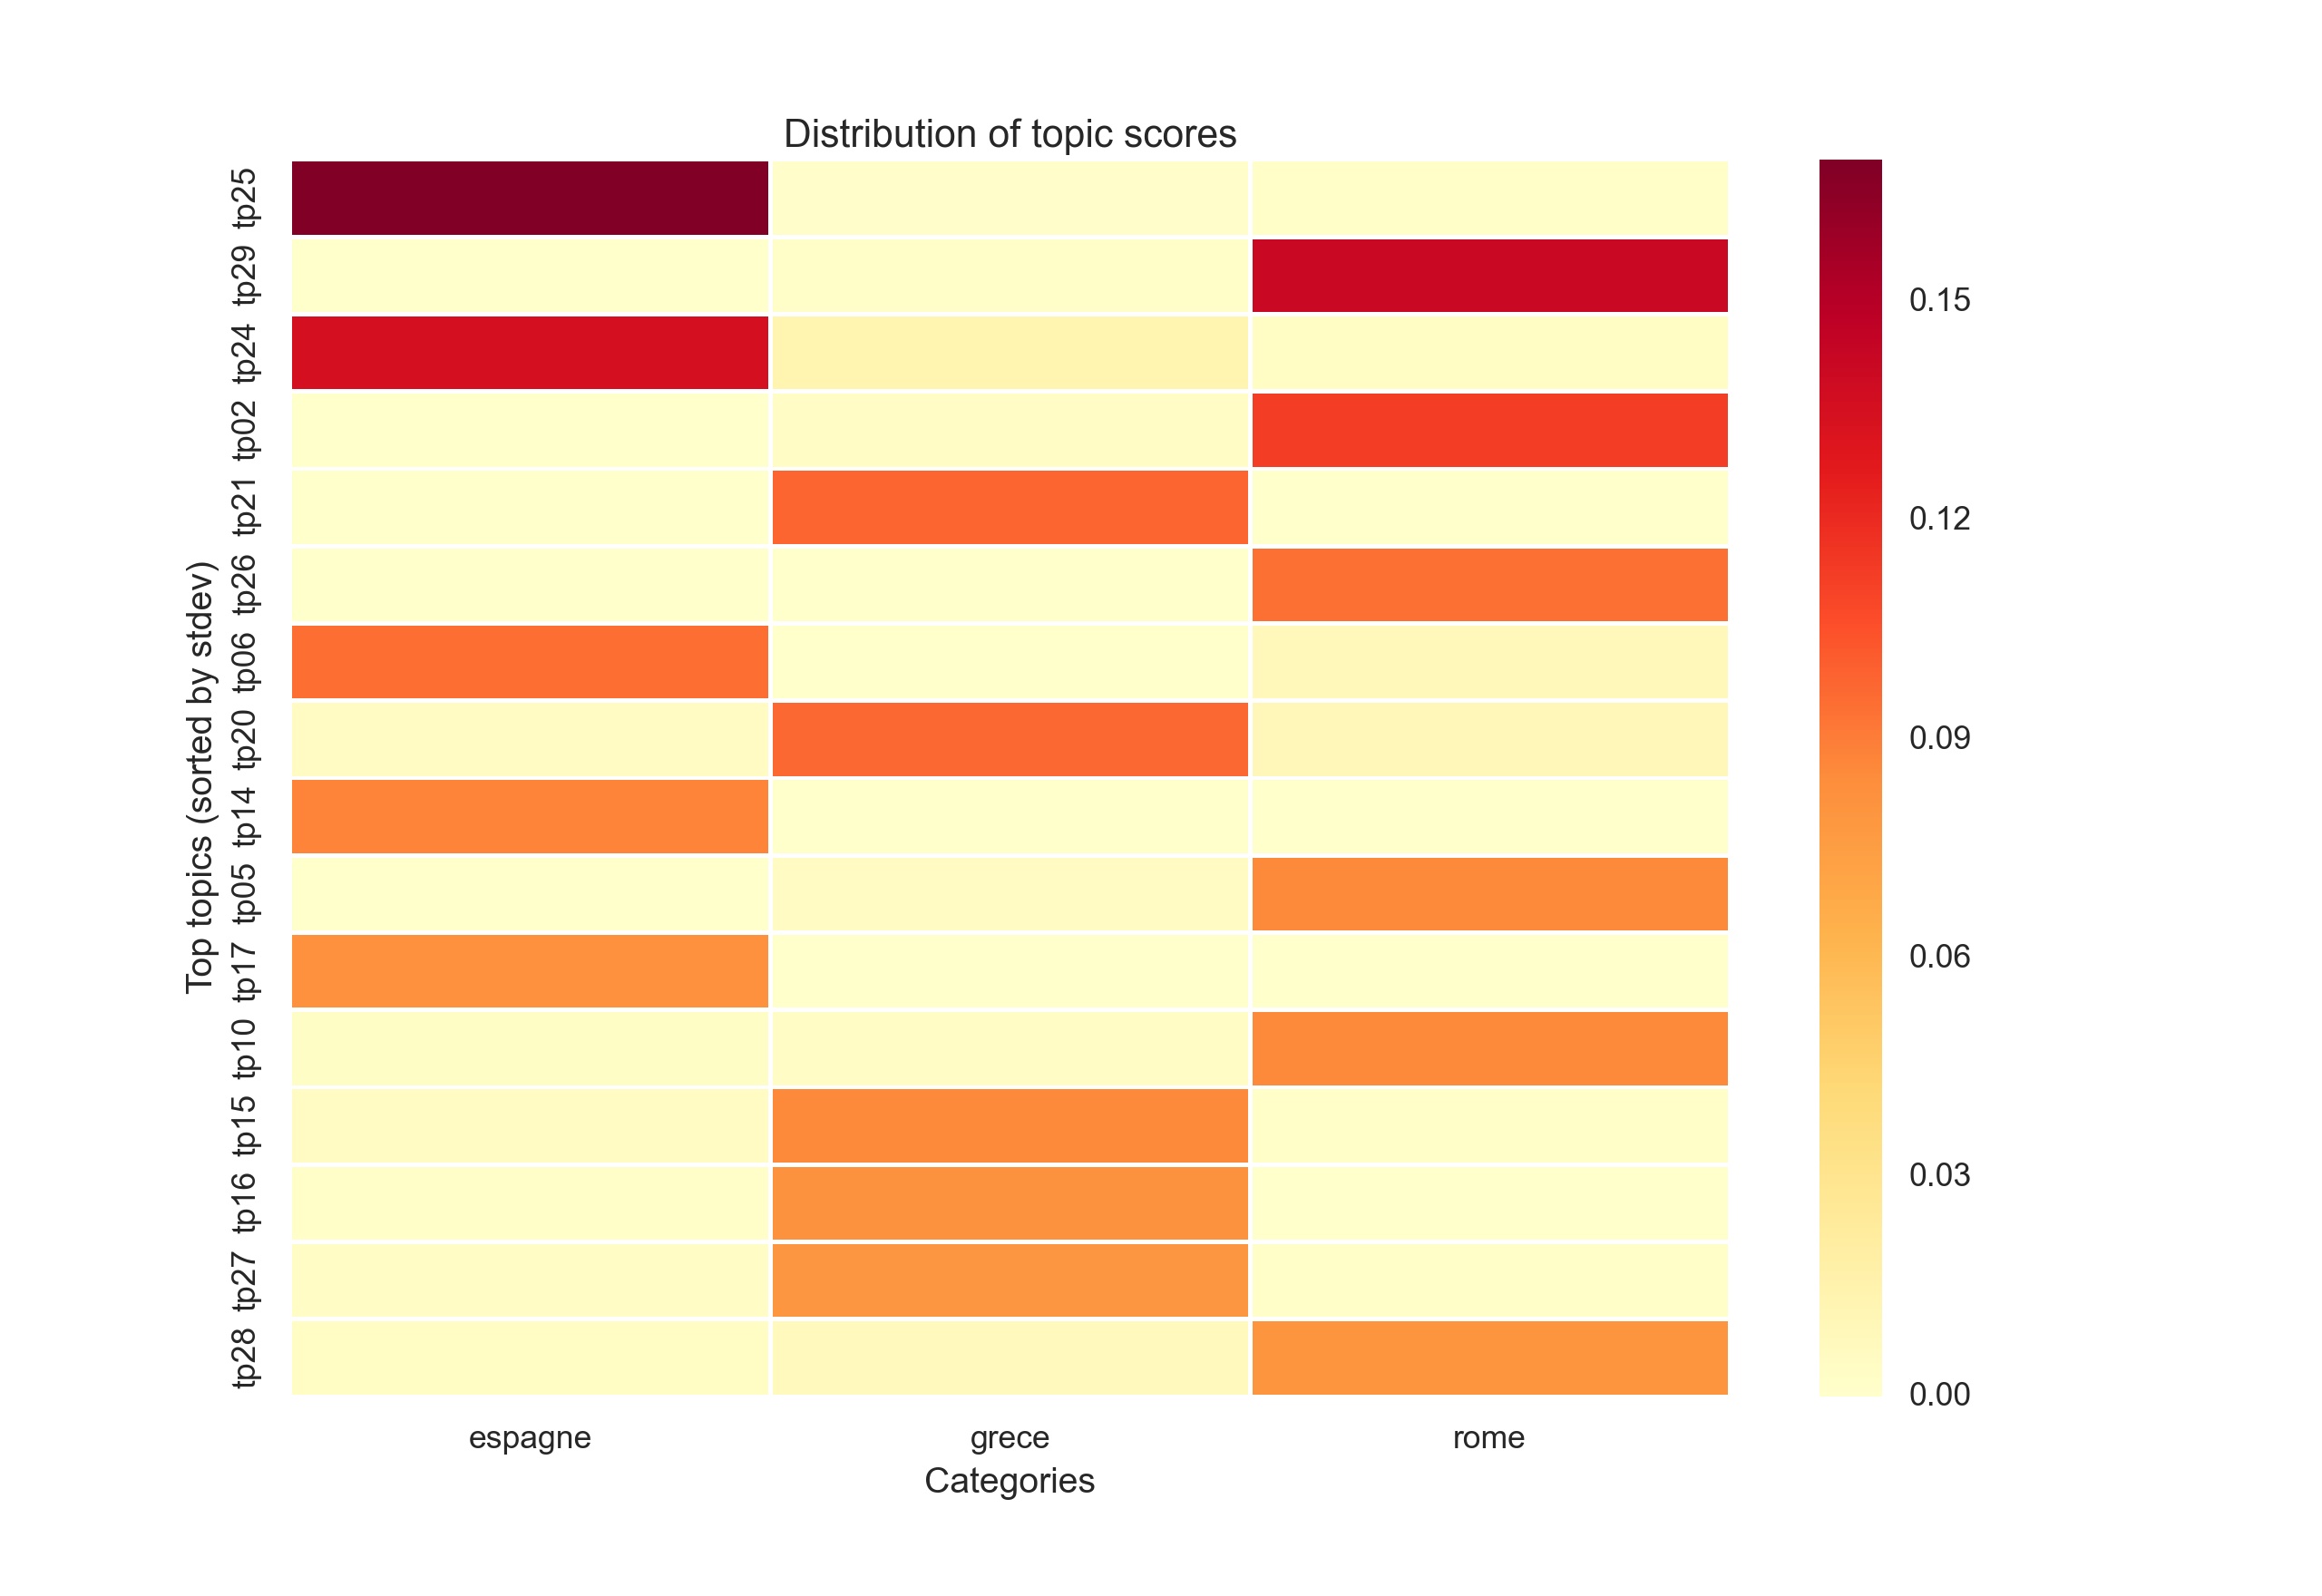 Distribution of topic scores
Top topics (sorted by stdev)
tp25
tp29
tp24
tp02
tp21
tp26
tp06
tp20
tp14
tp05
tp17
tp10
tp15
tp16
tp27
tp28
espagne
grece
rome
Categories
0.15
0.12
0.09
0.06
0.03
0.00